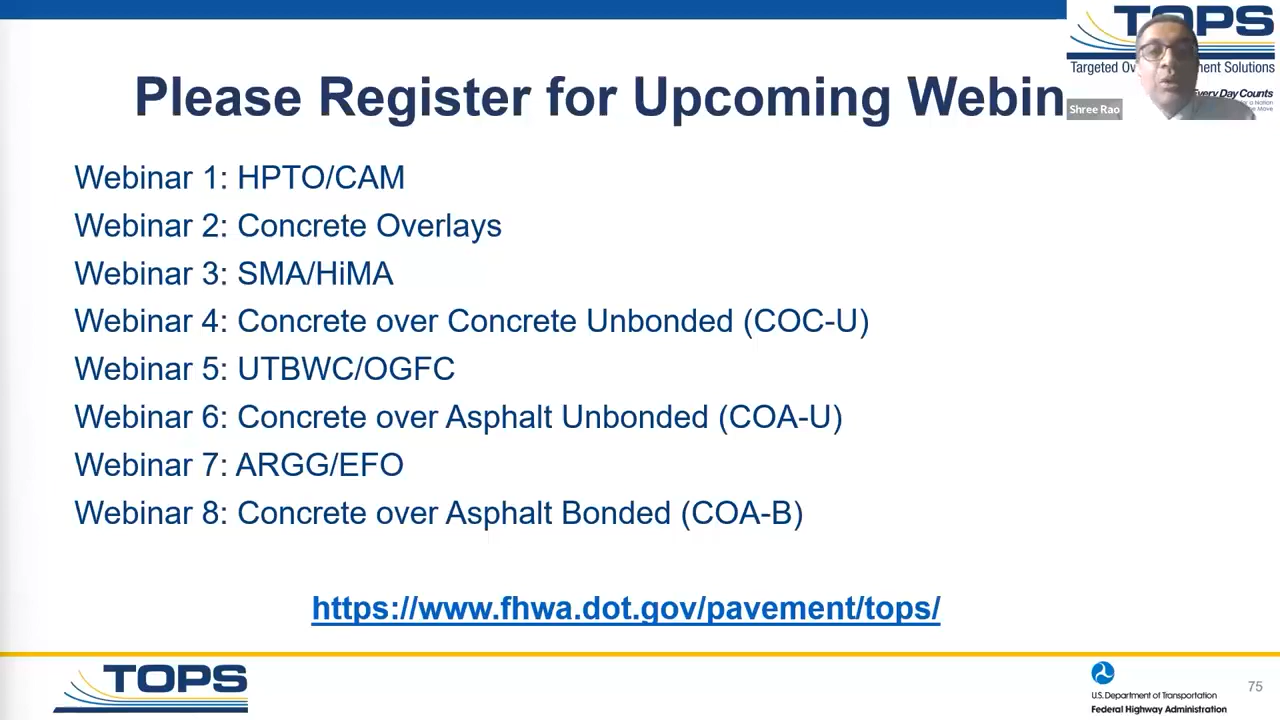 TOPS
Targeted Ov ment Solutions
Every Day Counts
Shree Rao
Please Register for Upcoming Webin
Webinar 1: HPTO/CAM
Webinar 2: Concrete Overlays
Webinar 3: SMA/HiMA
Webinar 4: Concrete over Concrete Unbonded (COC-U)
Webinar 5: UTBWC/OGFC
Webinar 6: Concrete over Asphalt Unbonded (COA-U)
Webinar 7: ARGG/EFO
Webinar 8: Concrete over Asphalt Bonded (COA-B)
https://www.fhwa.dot.gov/pavement/tops/
TOPS
U.S. Department of Transportation
Federal Highway Administration
75